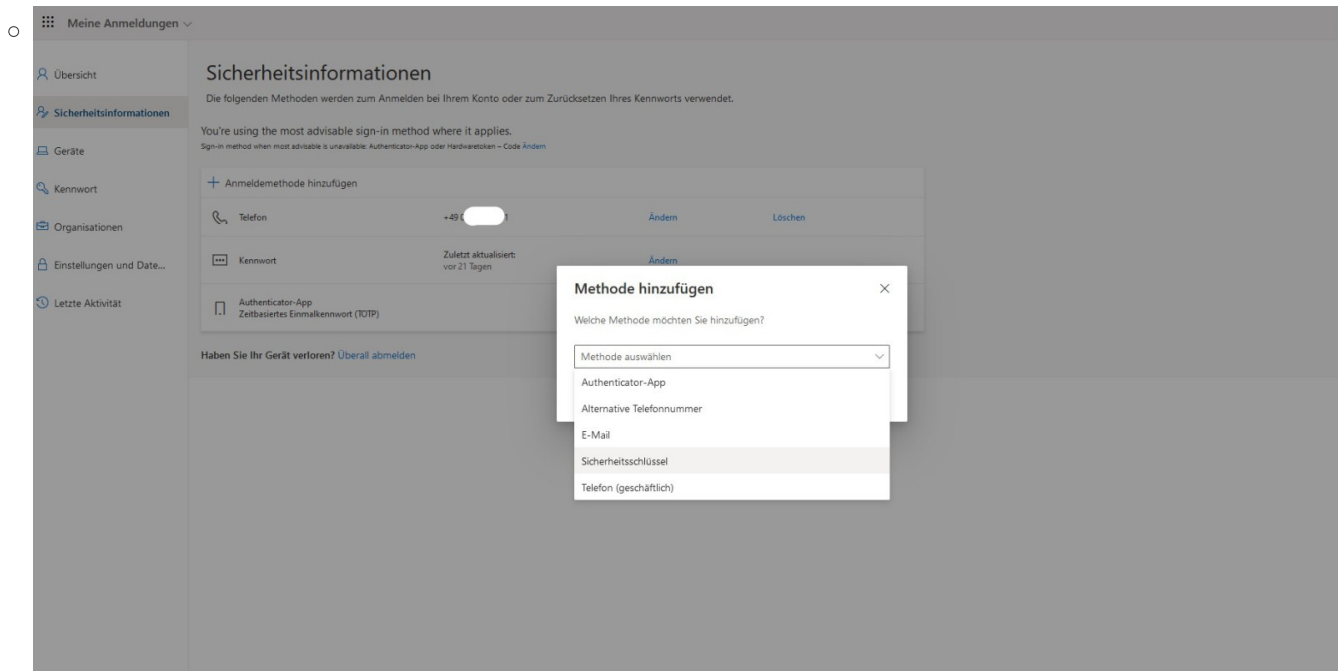 Meine Anmeldungen
Übersicht
Sicherheitsinformationen
Geräte
Kennwort
Organisationen
Einstellungen und Date...
Letzte Aktivität
Sicherheitsinformationen
Die folgenden Methoden werden zum Anmelden bei Ihrem Konto oder zum Zurücksetzen Ihres Kennworts verwendet.
You're using the most advisable sign-in method where it applies.
Sign-in method when most advisable is unavailable: Authenticator-App oder Hardwaretoken – Code Ändern
Anmeldemethode hinzufügen
Telefon +49 Ändern Löschen
Kennwort Zuletzt aktualisiert: Ändern
vor 21 Tagen
Authenticator-App
Zeitbasiertes Einmalkennwort (TOTP)
Haben Sie Ihr Gerät verloren? Überall abmelden
Methode hinzufügen
Welche Methode möchten Sie hinzufügen?
Methode auswählen
Authenticator-App
Alternative Telefonnummer
E-Mail
Sicherheitsschlüssel
Telefon (geschäftlich)